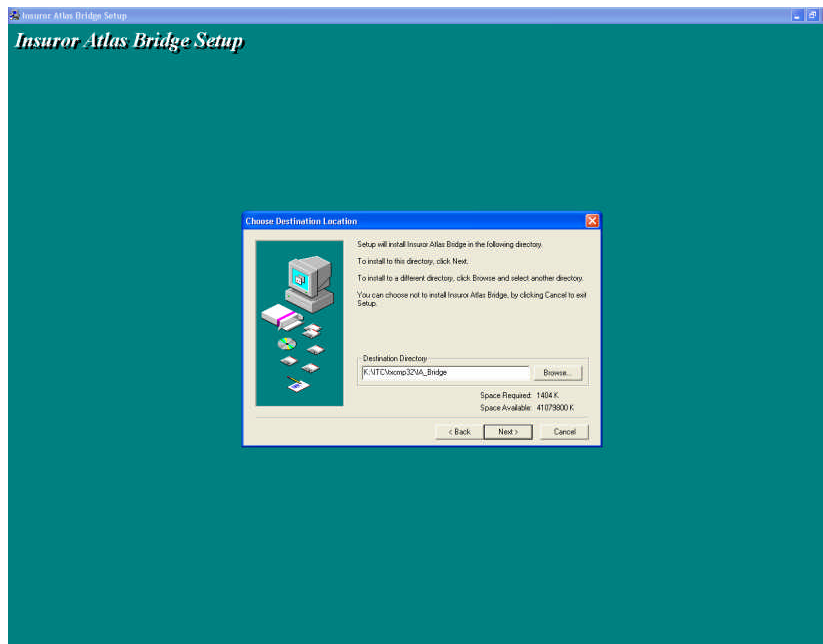 Insuror Atlas Bridge Setup
Insuror Atlas Bridge Setup
Choose Destination Location
Setup will install Insuror Atlas Bridge in the following directory.
To install to this directory, click Next.
To install to a different directory, click Browse and select another directory.
You can choose not to install Insuror Atlas Bridge, by clicking Cancel to exit
Setup.
Destination Directory
Browse...
Space Required: 1404 K
Space Available: 41079800 K
< Back Next > Cancel